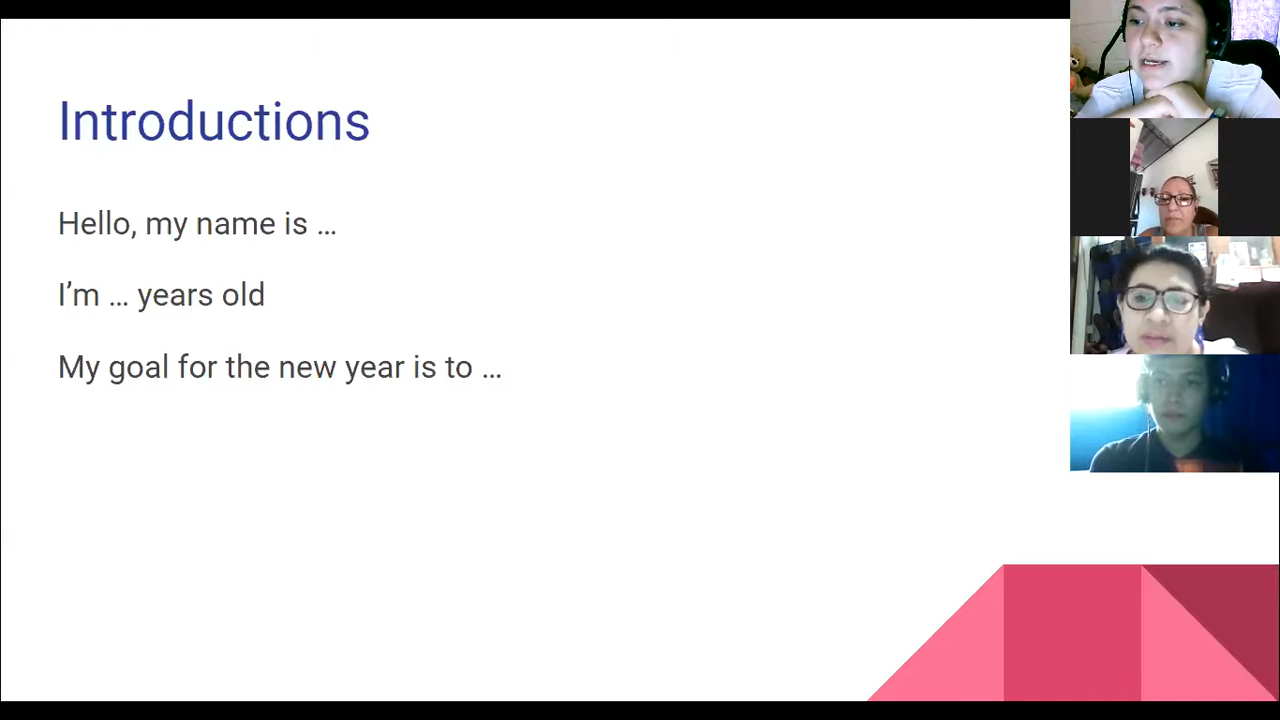 Introductions
Hello, my name is …
I’m … years old
My goal for the new year is to …